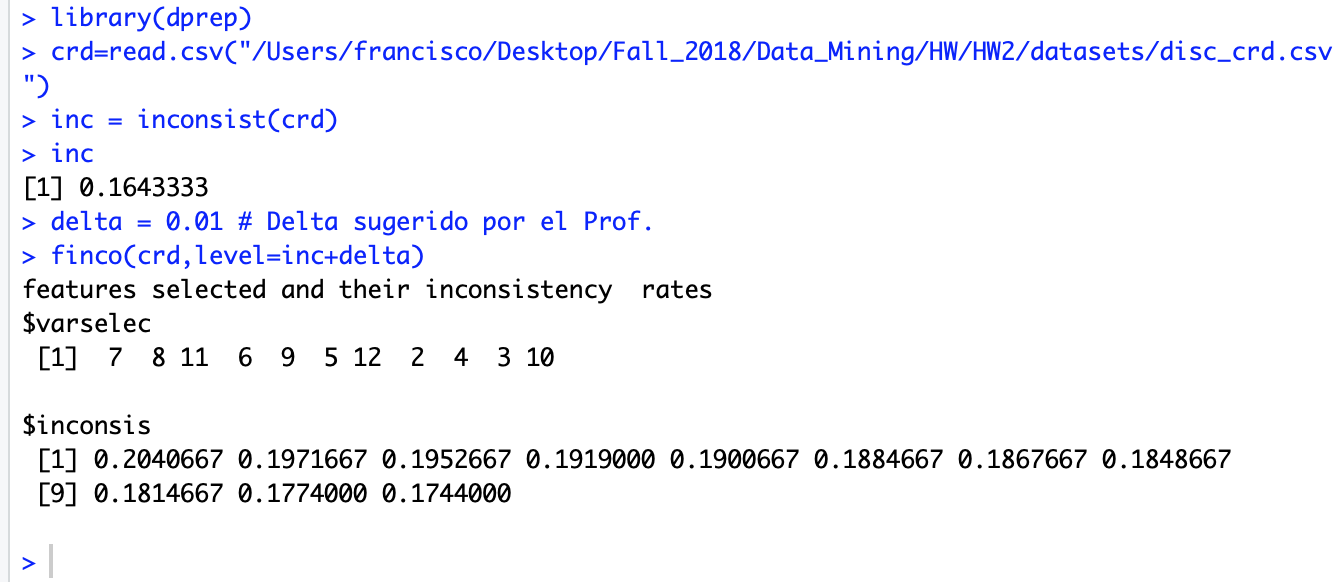 > library(dprep)
> crd=read.csv("/Users/francisco/Desktop/Fall_2018/Data_Mining/HW/HW2/datasets/disc_crd.csv
")
> inc = inconsist(crd)
> inc
[1] 0.1643333
> delta = 0.01 # Delta sugerido por el Prof.
> finco(crd,level=inc+delta)
features selected and their inconsistency  rates
$varselec
 [1]  7  8 11  6  9  5 12  2  4  3 10
$inconsis
 [1] 0.2040667 0.1971667 0.1952667 0.1919000 0.1900667 0.1884667 0.1867667 0.1848667
 [9] 0.1814667 0.1774000 0.1744000
>